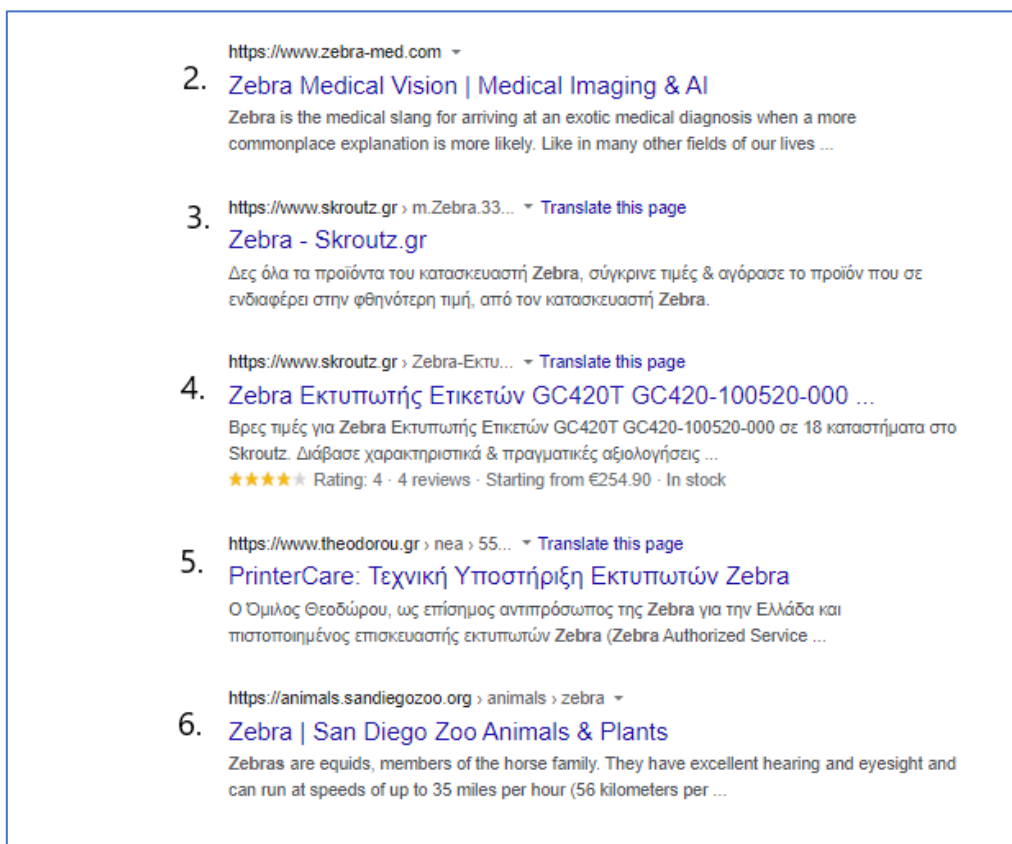 https://www.zebra-med.com
2. Zebra Medical Vision | Medical Imaging & AI
Zebra is the medical slang for arriving at an exotic medical diagnosis when a more
commonplace explanation is more likely. Like in many other fields of our lives ...
https://www.skroutz.gr › m.Zebra.33... Translate this page
3. Zebra - Skroutz.gr
Δες όλα τα προϊόντα του κατασκευαστή Zebra, σύγκρινε τιμές & αγόρασε το προϊόν που σε
ενδιαφέρει στην φθηνότερη τιμή, από τον κατασκευαστή Zebra.
https://www.skroutz.gr › Zebra-Εκτυ... Translate this page
4. Zebra Εκτυπωτής Ετικετών GC420T GC420-100520-000 ...
Βρες τιμές για Zebra Εκτυπωτής Ετικετών GC420T GC420-100520-000 σε 18 καταστήματα στο
Skroutz. Διάβασε χαρακτηριστικά & πραγματικές αξιολογήσεις ...
Rating: 4 · 4 reviews · Starting from €254.90 · In stock
https://www.theodorou.gr › nea › 55... Translate this page
5. PrinterCare: Τεχνική Υποστήριξη Εκτυπωτών Zebra
Ο Όμιλος Θεοδώρου, ως επίσημος αντιπρόσωπος της Zebra για την Ελλάδα και
πιστοποιημένος επισκευαστής εκτυπωτών Zebra (Zebra Authorized Service ...
https://animals.sandiegozoo.org › animals › zebra
6. Zebra | San Diego Zoo Animals & Plants
Zebras are equids, members of the horse family. They have excellent hearing and eyesight and
can run at speeds of up to 35 miles per hour (56 kilometers per ...